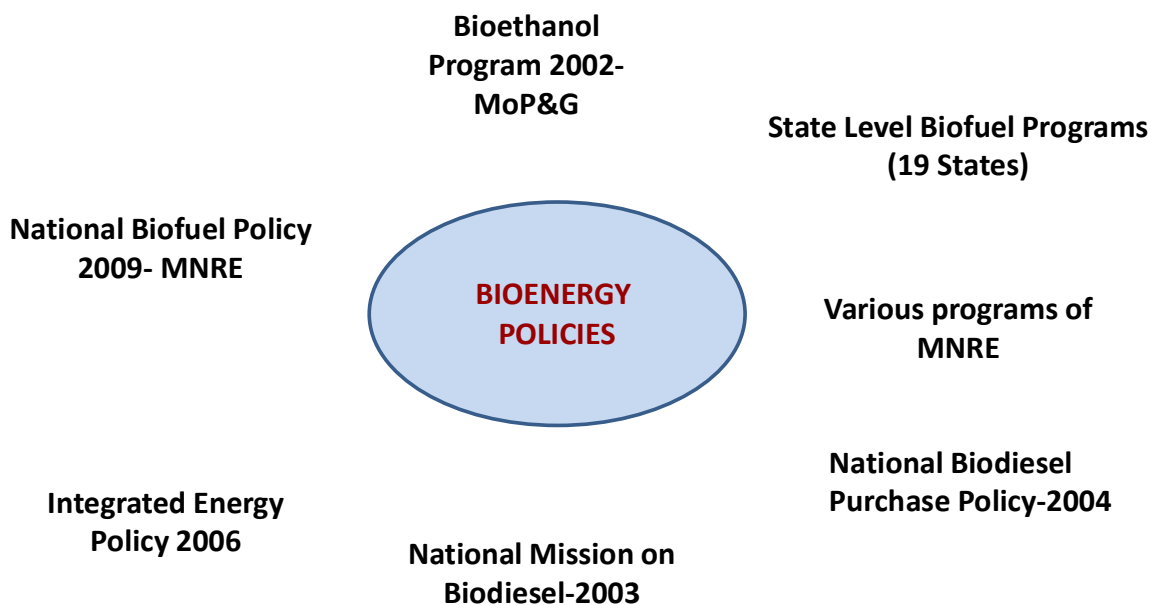 Bioethanol
Program 2002-
MoP&G
State Level Biofuel Programs
(19 States)
National Biofuel Policy
2009- MNRE
BIOENERGY
POLICIES
Various programs of
MNRE
National Biodiesel
Purchase Policy-2004
Integrated Energy
Policy 2006
National Mission on
Biodiesel-2003